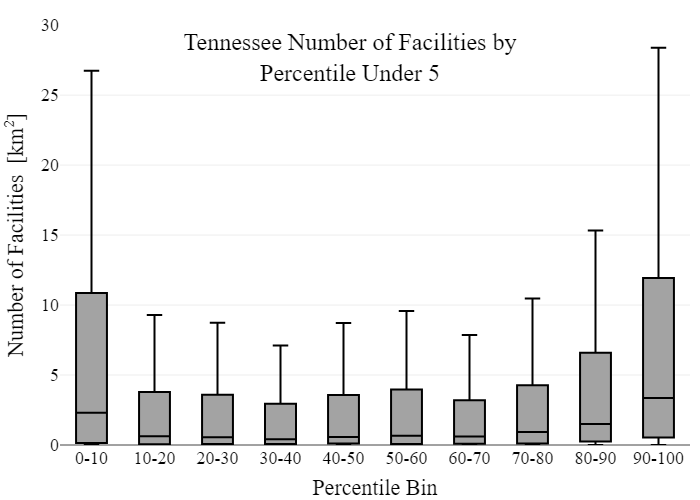 Tennessee Number of Facilities by
Percentile Under 5
Number of Facilities [km²]
30
25
20
15
10
5
0
0-10 10-20 20-30 30-40 40-50 50-60 60-70 70-80 80-90 90-100
Percentile Bin